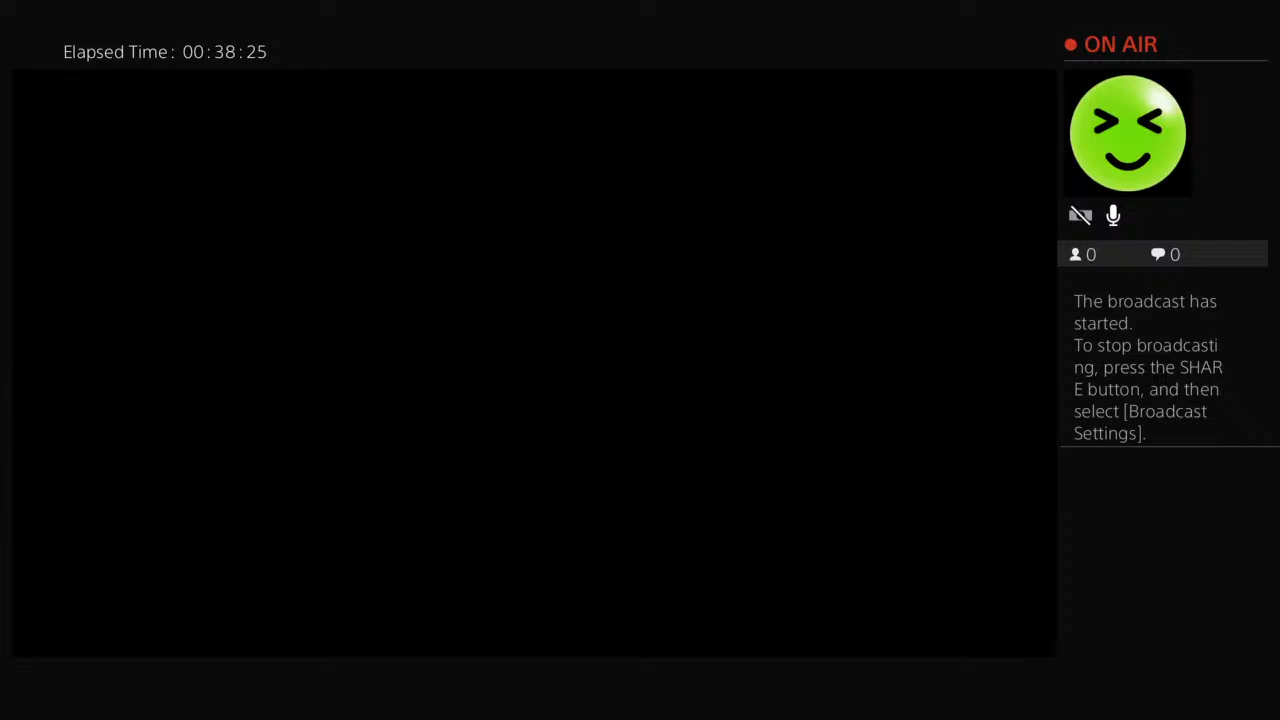 Elapsed Time: 00:38:25
ON AIR
0 0
The broadcast has
started.
To stop broadcasti
ng, press the SHAR
E button, and then
select [Broadcast
Settings].